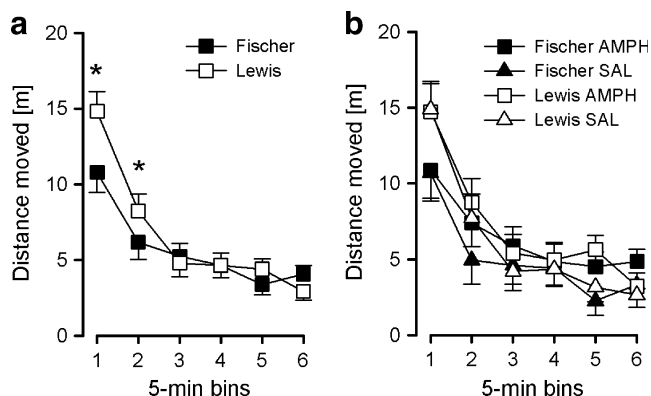 a
20
15
10
5
0
Distance moved [m]
*
*
Fischer
Lewis
1 2 3 4 5 6
5-min bins
b
20
15
10
5
0
Distance moved [m]
Fischer AMPH
Fischer SAL
Lewis AMPH
Lewis SAL
1 2 3 4 5 6
5-min bins